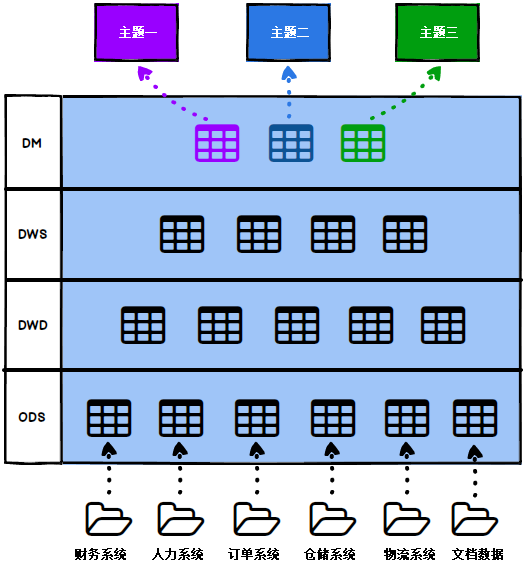 主题一
主题二
主题三
DM
DWS
DWD
ODS
财务系统
人力系统
订单系统
仓储系统
物流系统
文档数据